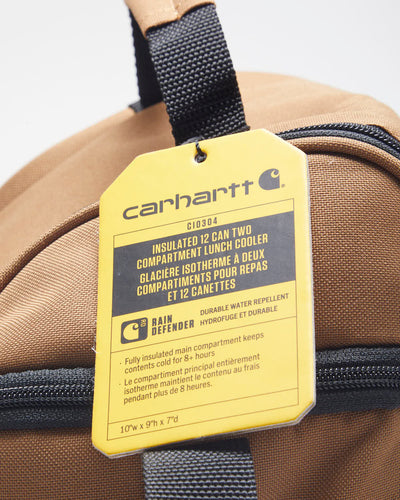 carhartt
CI0304
INSULATED 12 CAN TWO
COMPARTMENT LUNCH COOLER
GLACIÈRE ISOTHERME À DEUX
COMPARTIMENTS POUR REPAS
ET 12 CANETTES
RAIN
DEFENDER
DURABLE WATER REPELLENT
HYDROFUGE ET DURABLE
· Fully insulated main compartment keeps
contents cold for 8+ hours
· Le compartiment principal entièrement
isotherme maintient le contenu au frais
pendant plus de 8 heures.
10"w x 9"h x 7"d